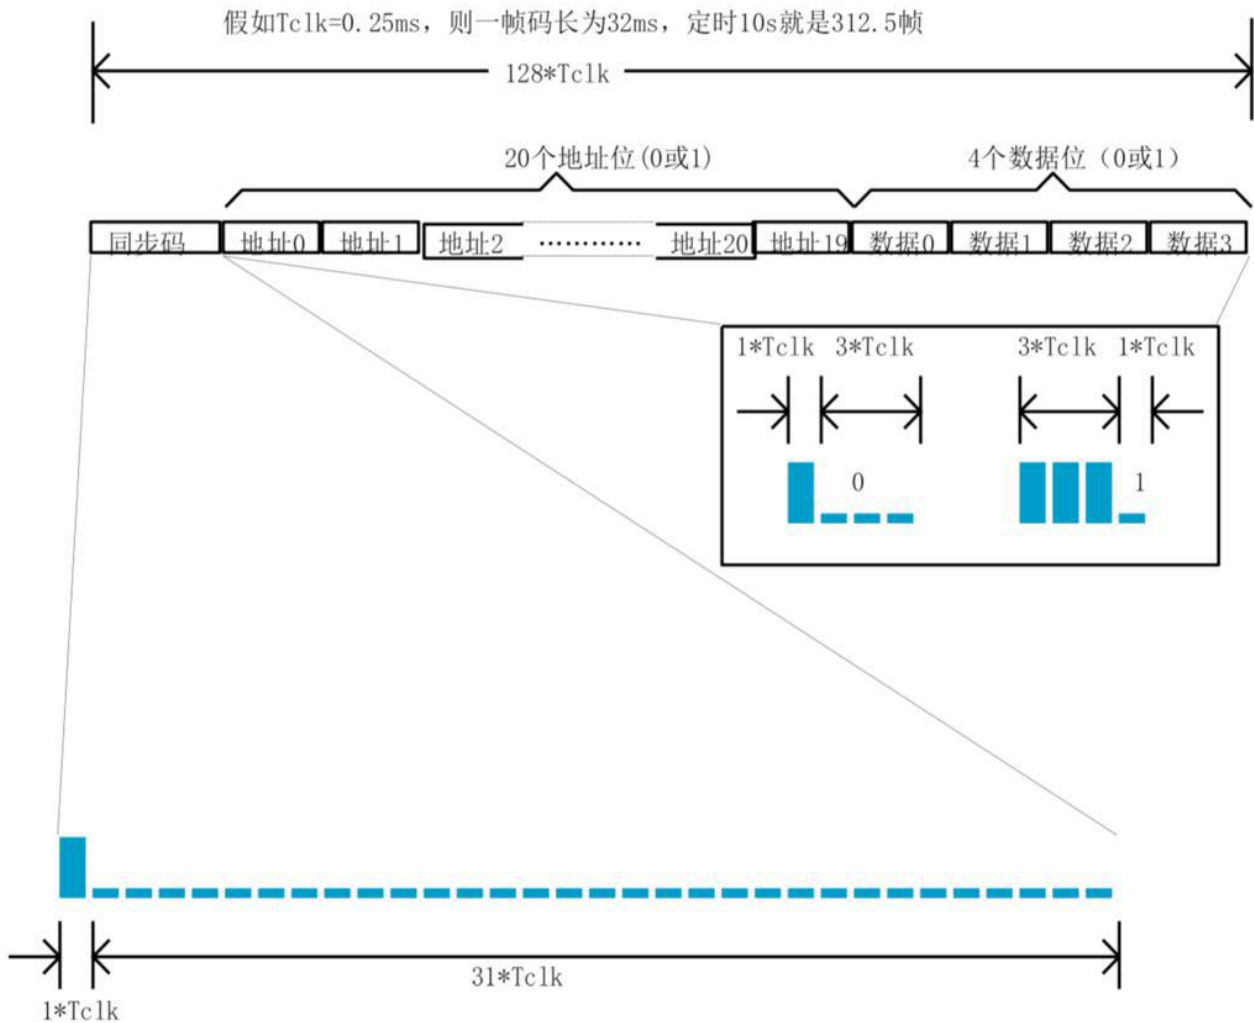 假如Tclk=0.25ms，则一帧码长为32ms，定时10s就是312.5帧
128*Tclk
20个地址位(0或1) 4个数据位（0或1）
同步码 地址0 地址1 地址2 ………… 地址20 地址19 数据0 数据1 数据2 数据3
1*Tclk 3*Tclk 3*Tclk 1*Tclk
0 1
31*Tclk
1*Tclk